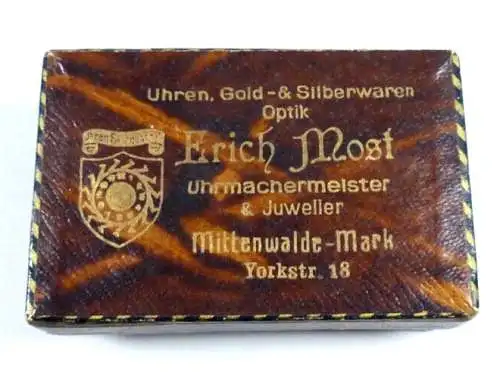 Uhren, Gold-& Silberwaren
Optik
Erich Most
Uhrmachermeister
& Juwelier
Mittenwalde-Mark
Yorkstr. 18